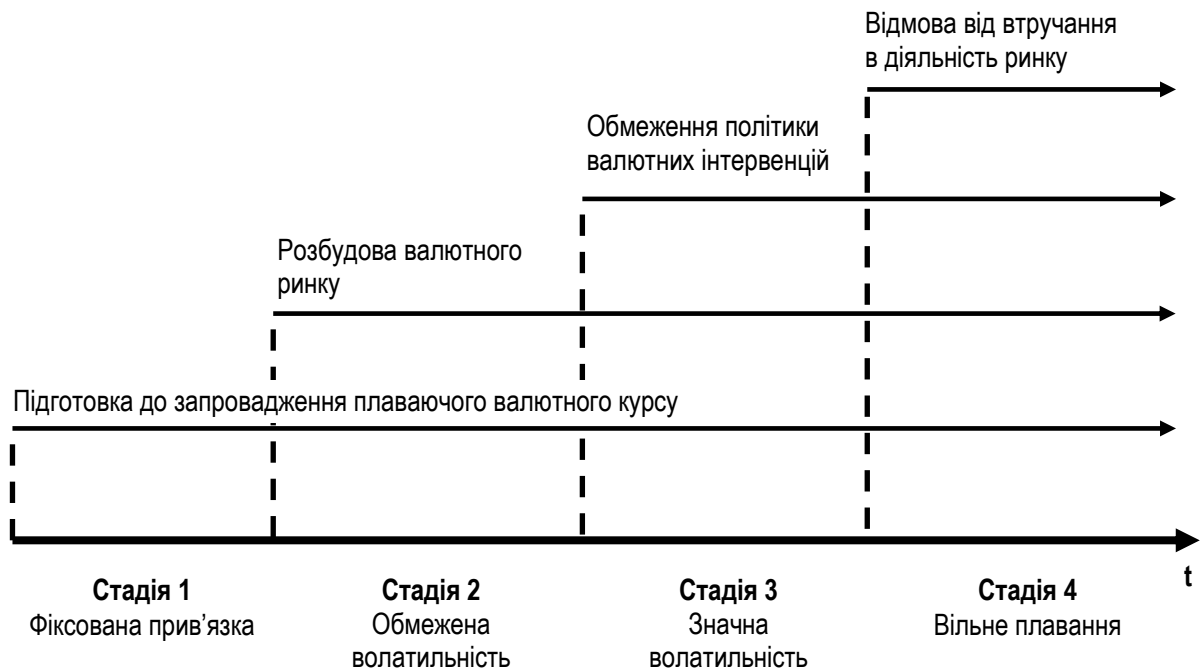 Відмова від втручання
в діяльність ринку
Обмеження політики
валютних інтервенцій
Розбудова валютного
ринку
Підготовка до запровадження плаваючого валютного курсу
t
Стадія 1
Фіксована прив’язка
Стадія 2
Обмежена
волатильність
Стадія 3
Значна
волатильність
Стадія 4
Вільне плавання